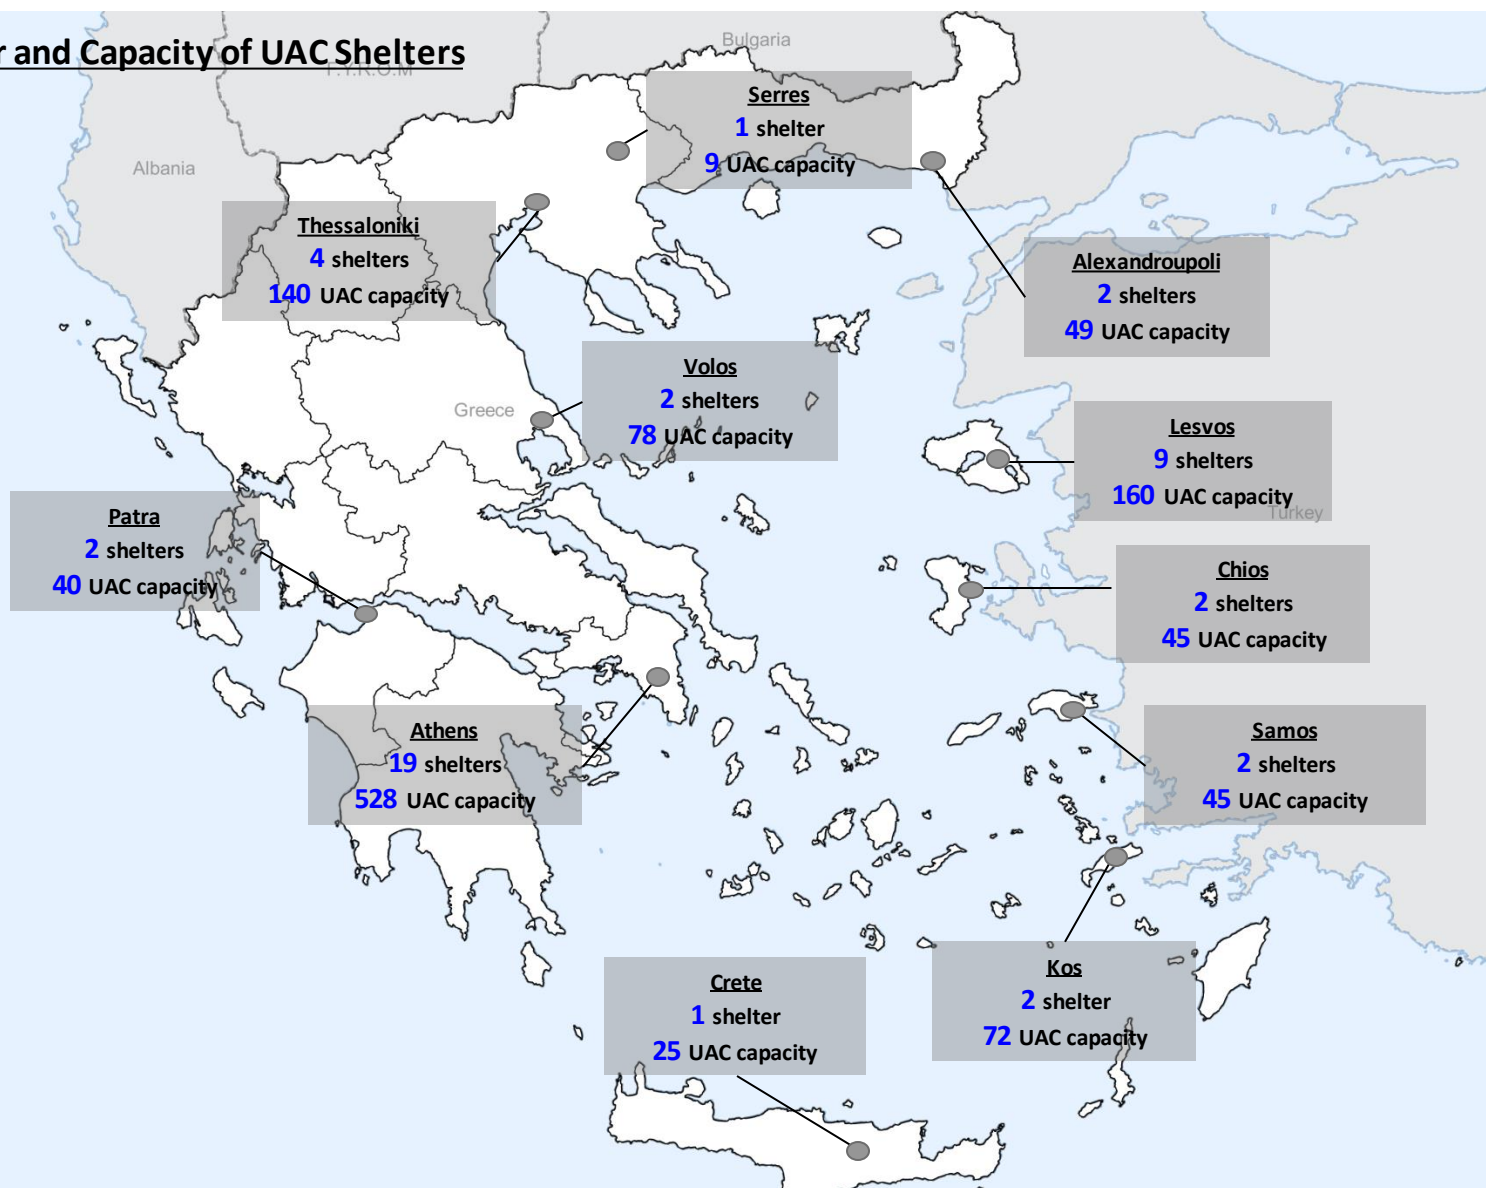 r and Capacity of UAC Shelters
F.Y.R.O.M
Bulgaria
Albania
Serres
1 shelter
9 UAC capacity
Thessaloniki
4 shelters
140 UAC capacity
Alexandroupoli
2 shelters
49 UAC capacity
Volos
2 shelters
78 UAC capacity
Greece
Lesvos
9 shelters
160 UAC capacity
Turkey
Patra
2 shelters
40 UAC capacity
Chios
2 shelters
45 UAC capacity
Athens
19 shelters
528 UAC capacity
Samos
2 shelters
45 UAC capacity
Crete
1 shelter
25 UAC capacity
Kos
2 shelter
72 UAC capacity